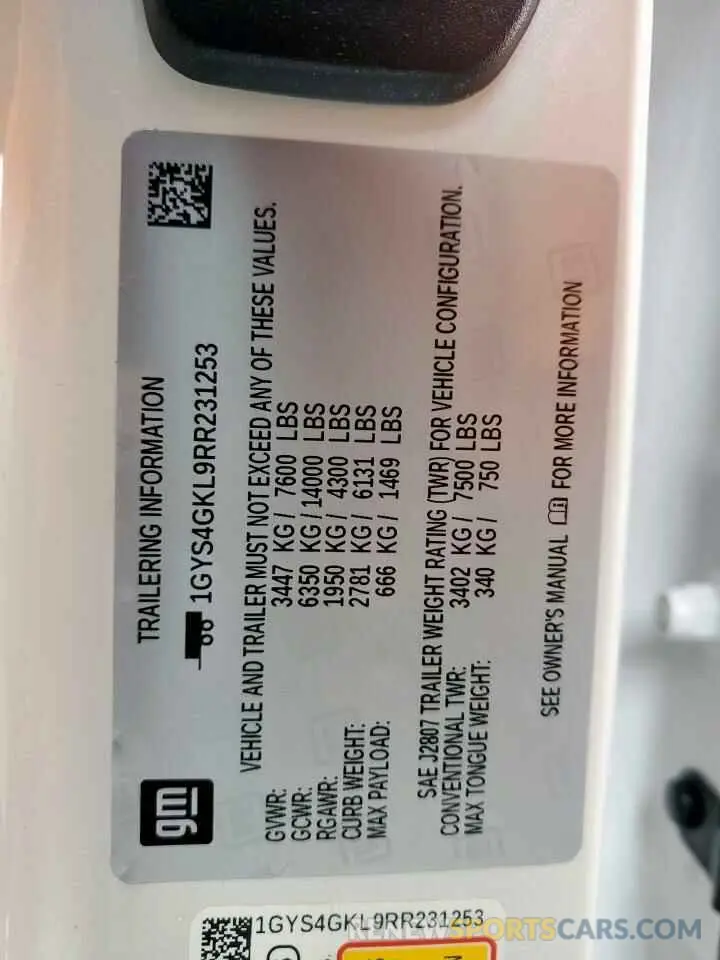 TRAILERING INFORMATION
1GYS4GKL9RR231253
VEHICLE AND TRAILER MUST NOT EXCEED ANY OF THESE VALUES.
GVWR: 3447 KG / 7600 LBS
GCWR: 6350 KG / 14000 LBS
RGAWR: 1950 KG / 4300 LBS
CURB WEIGHT: 2781 KG / 6131 LBS
MAX PAYLOAD: 666 KG / 1469 LBS
SAE J2807 TRAILER WEIGHT RATING (TWR) FOR VEHICLE CONFIGURATION.
CONVENTIONAL TWR: 3402 KG / 7500 LBS
MAX TONGUE WEIGHT: 340 KG / 750 LBS
SEE OWNER'S MANUAL FOR MORE INFORMATION
gm
1GYS4GKL9RR231253
RENEWSPORTSCARS.COM